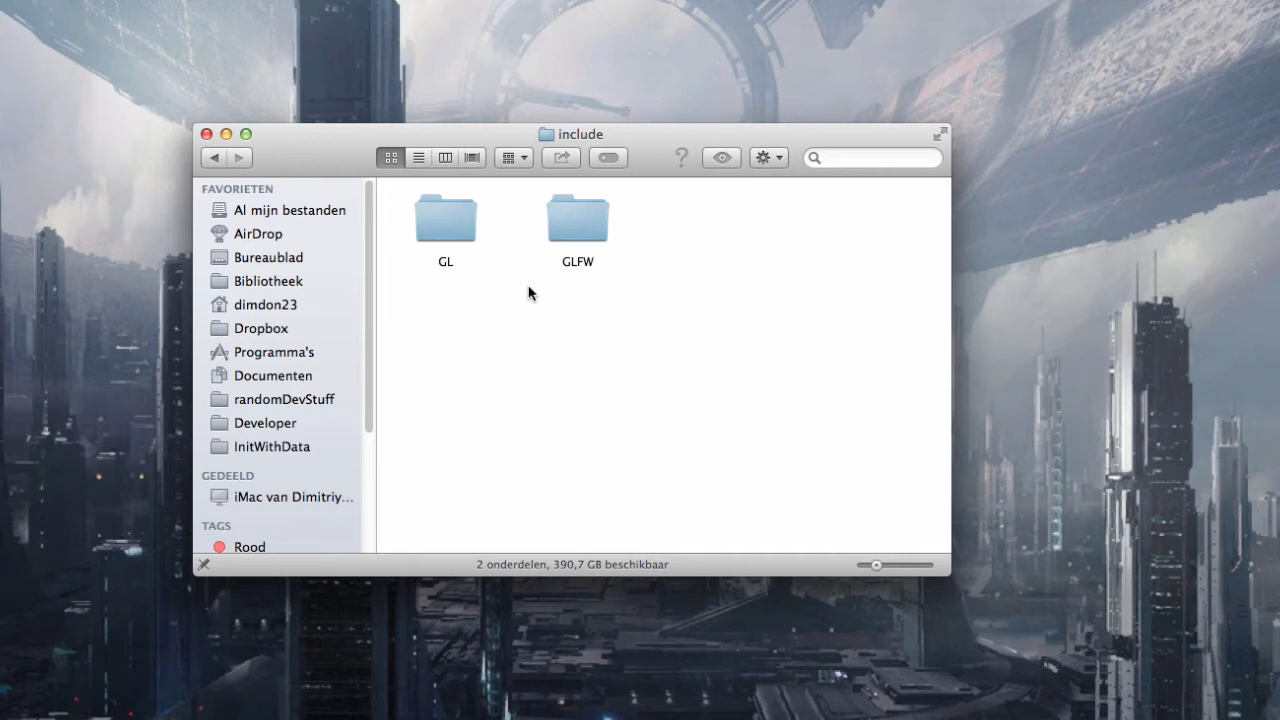 include
FAVORIETEN
Al mijn bestanden
AirDrop
Bureaublad
Bibliotheek
dimdon23
Dropbox
Programma's
Documenten
randomDevStuff
Developer
InitWithData
GEDEELD
iMac van Dimitriy...
TAGS
Rood
GL
GLFW
2 onderdelen, 390,7 GB beschikbaar